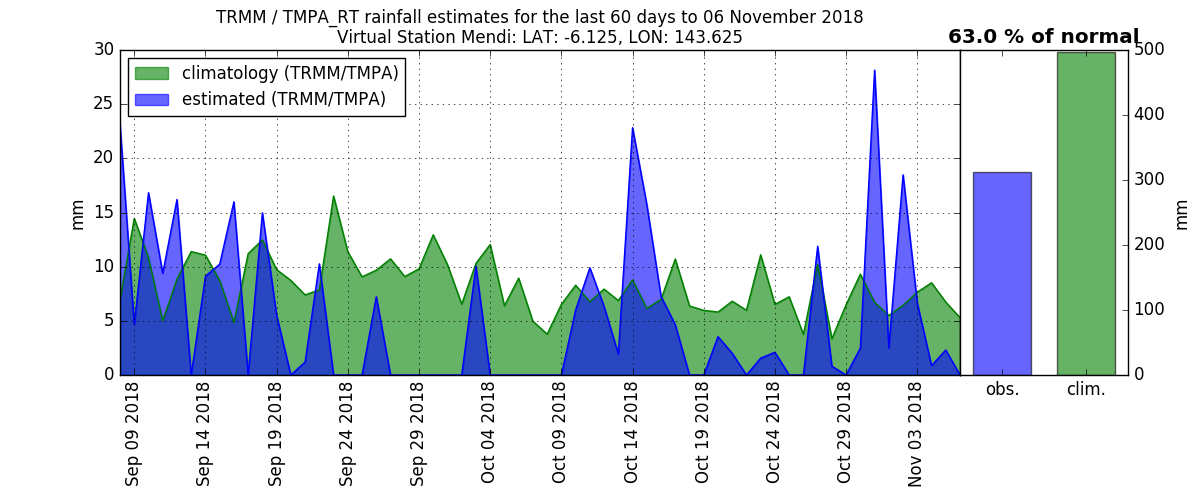 TRMM / TMPA_RT rainfall estimates for the last 60 days to 06 November 2018
Virtual Station Mendi: LAT: -6.125, LON: 143.625
63.0 % of normal
climatology (TRMM/TMPA)
estimated (TRMM/TMPA)
mm
30
25
20
15
10
5
0
Sep 09 2018
Sep 14 2018
Sep 19 2018
Sep 24 2018
Sep 29 2018
Oct 04 2018
Oct 09 2018
Oct 14 2018
Oct 19 2018
Oct 24 2018
Oct 29 2018
Nov 03 2018
obs.
clim.
500
400
300
200
100
0
mm